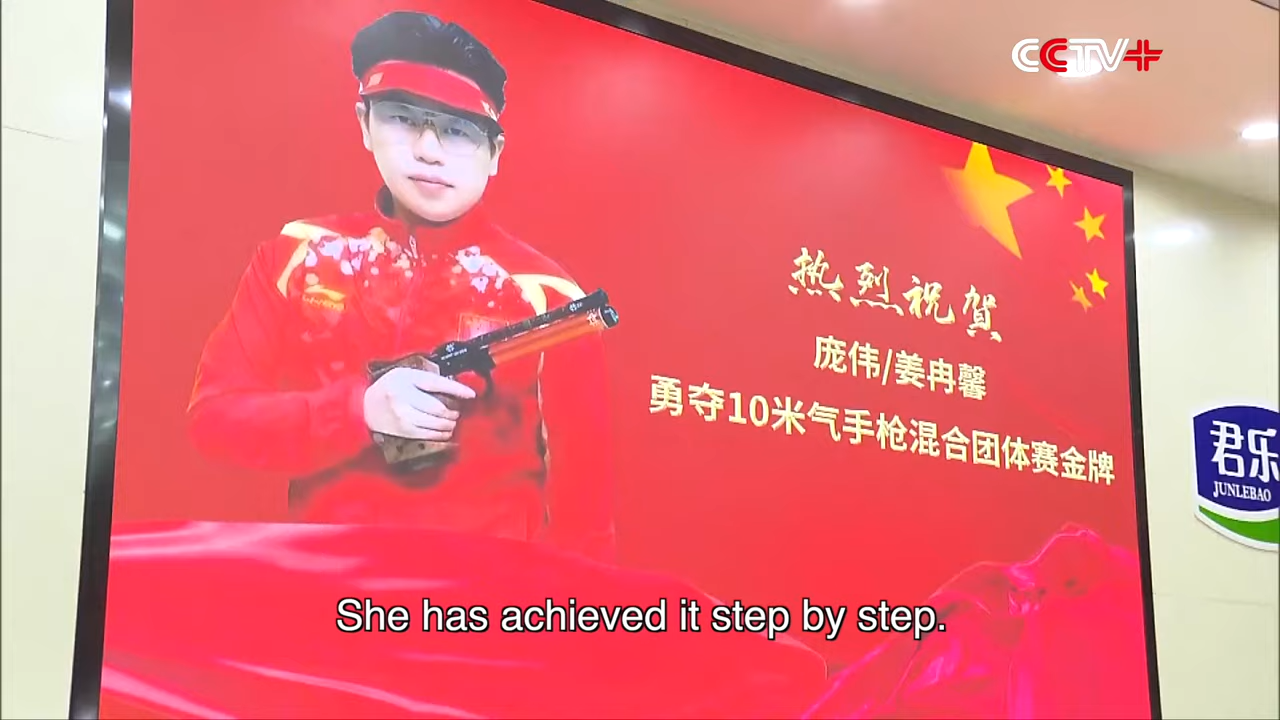 CCTV+
热烈祝贺
庞伟/姜冉馨
勇夺10米气手枪混合团体赛金牌
君乐
JUNLEBAO
She has achieved it step by step.